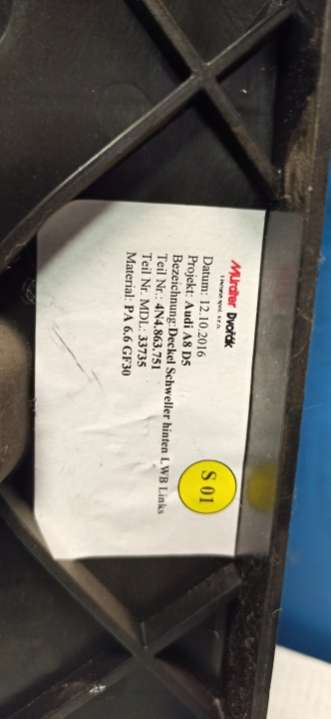 Mürdter Dvořák
Datum: 12.10.2016
Projekt: Audi A8 D5
Bezeichnung:Deckel Schweller hinten LWB Links
Teil Nr.: 4N4.863.751
Teil Nr. MDL: 33735
Material: PA 6.6 GF30
S 01